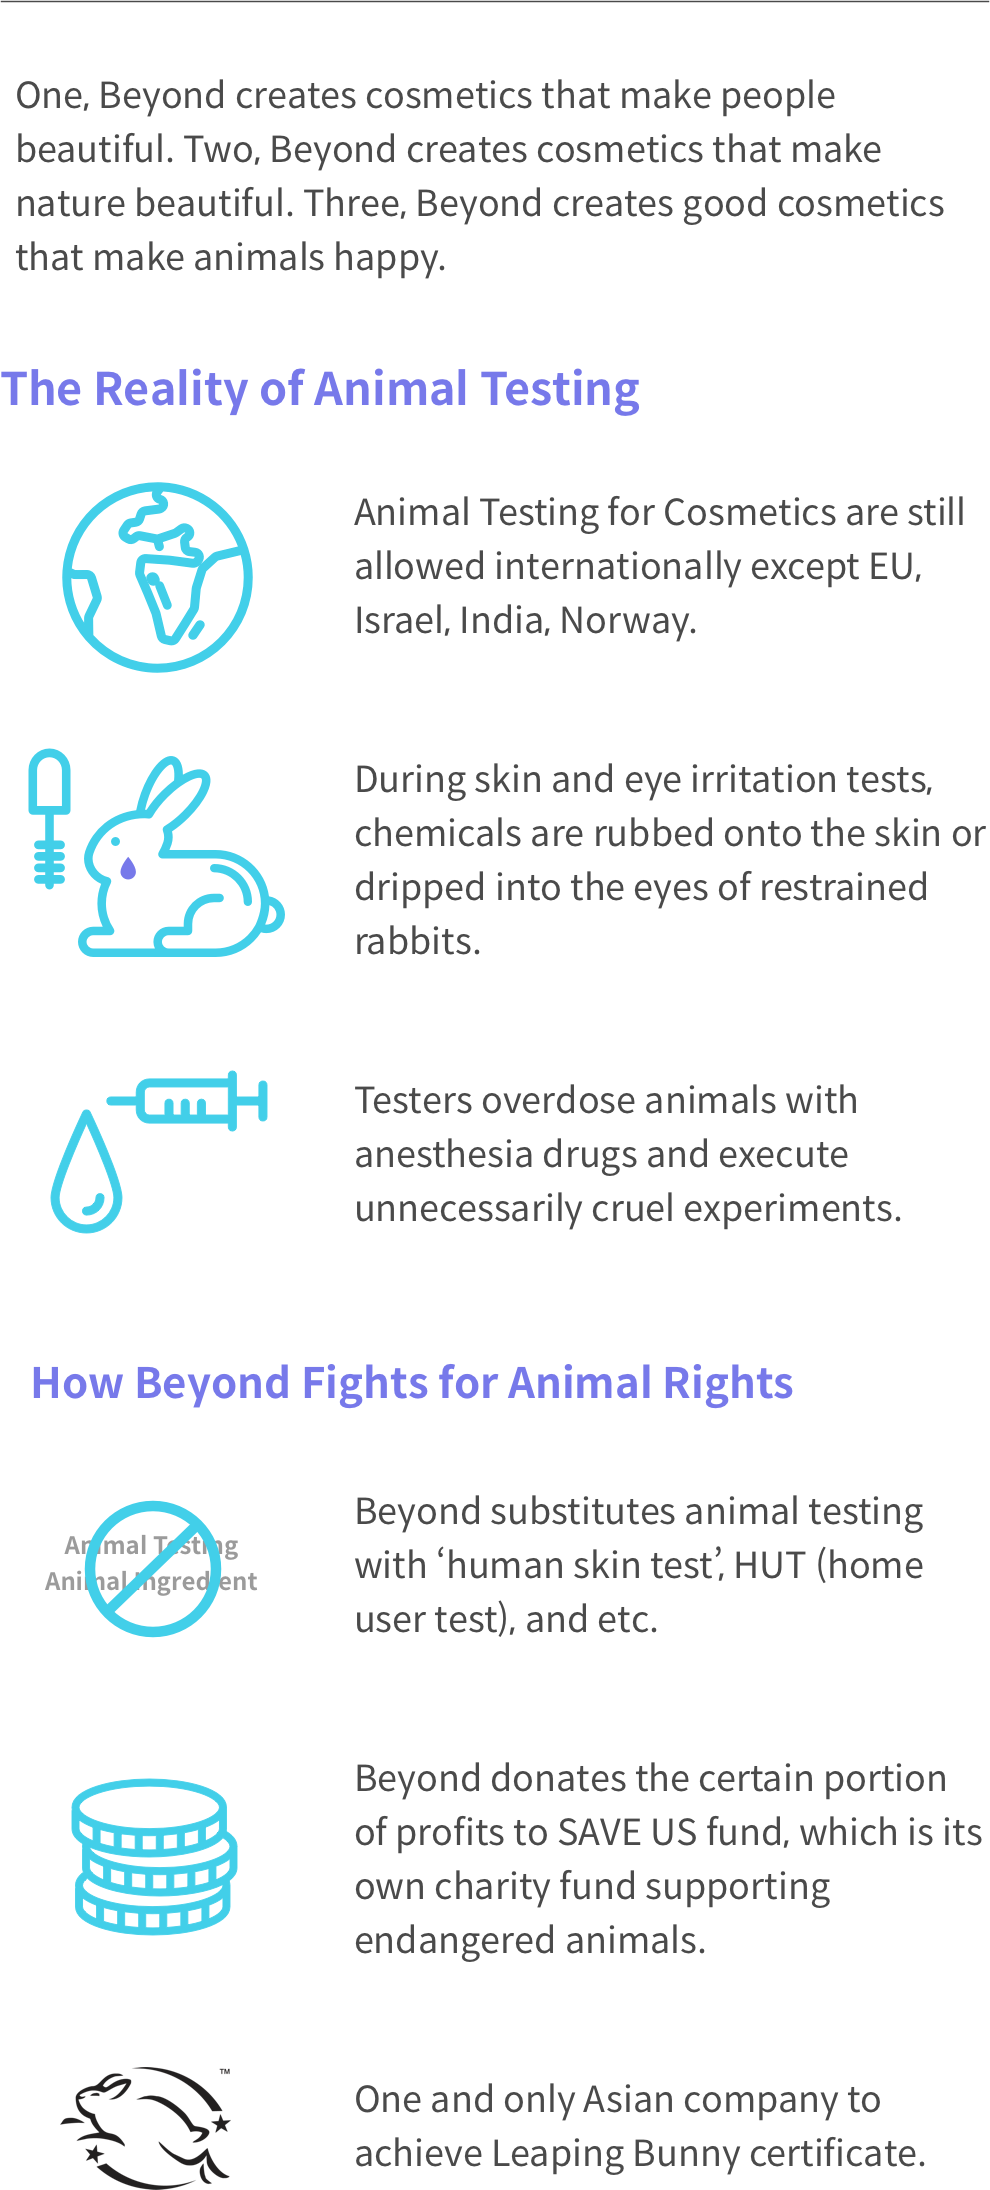 One, Beyond creates cosmetics that make people
beautiful. Two, Beyond creates cosmetics that make
nature beautiful. Three, Beyond creates good cosmetics
that make animals happy.
The Reality of Animal Testing
Animal Testing for Cosmetics are still
allowed internationally except EU,
Israel, India, Norway.
During skin and eye irritation tests,
chemicals are rubbed onto the skin or
dripped into the eyes of restrained
rabbits.
Testers overdose animals with
anesthesia drugs and execute
unnecessarily cruel experiments.
How Beyond Fights for Animal Rights
Animal Testing
Animal Ingredient
Beyond substitutes animal testing
with ‘human skin test’, HUT (home
user test), and etc.
Beyond donates the certain portion
of profits to SAVE US fund, which is its
own charity fund supporting
endangered animals.
TM
One and only Asian company to
achieve Leaping Bunny certificate.